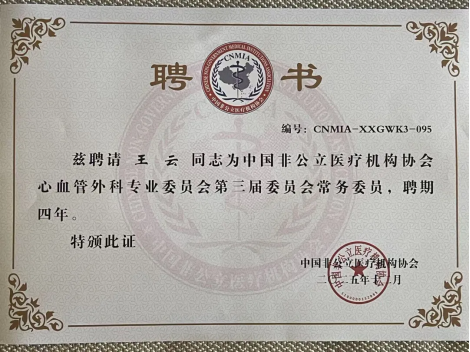 CNMIA
聘 书
编号：CNMIA-XXGWK3-095
兹聘请 王 云 同志为中国非公立医疗机构协会
心血管外科专业委员会第三届委员会常务委员，聘期
四年。
特颁此证
中国非公立医疗机构协会